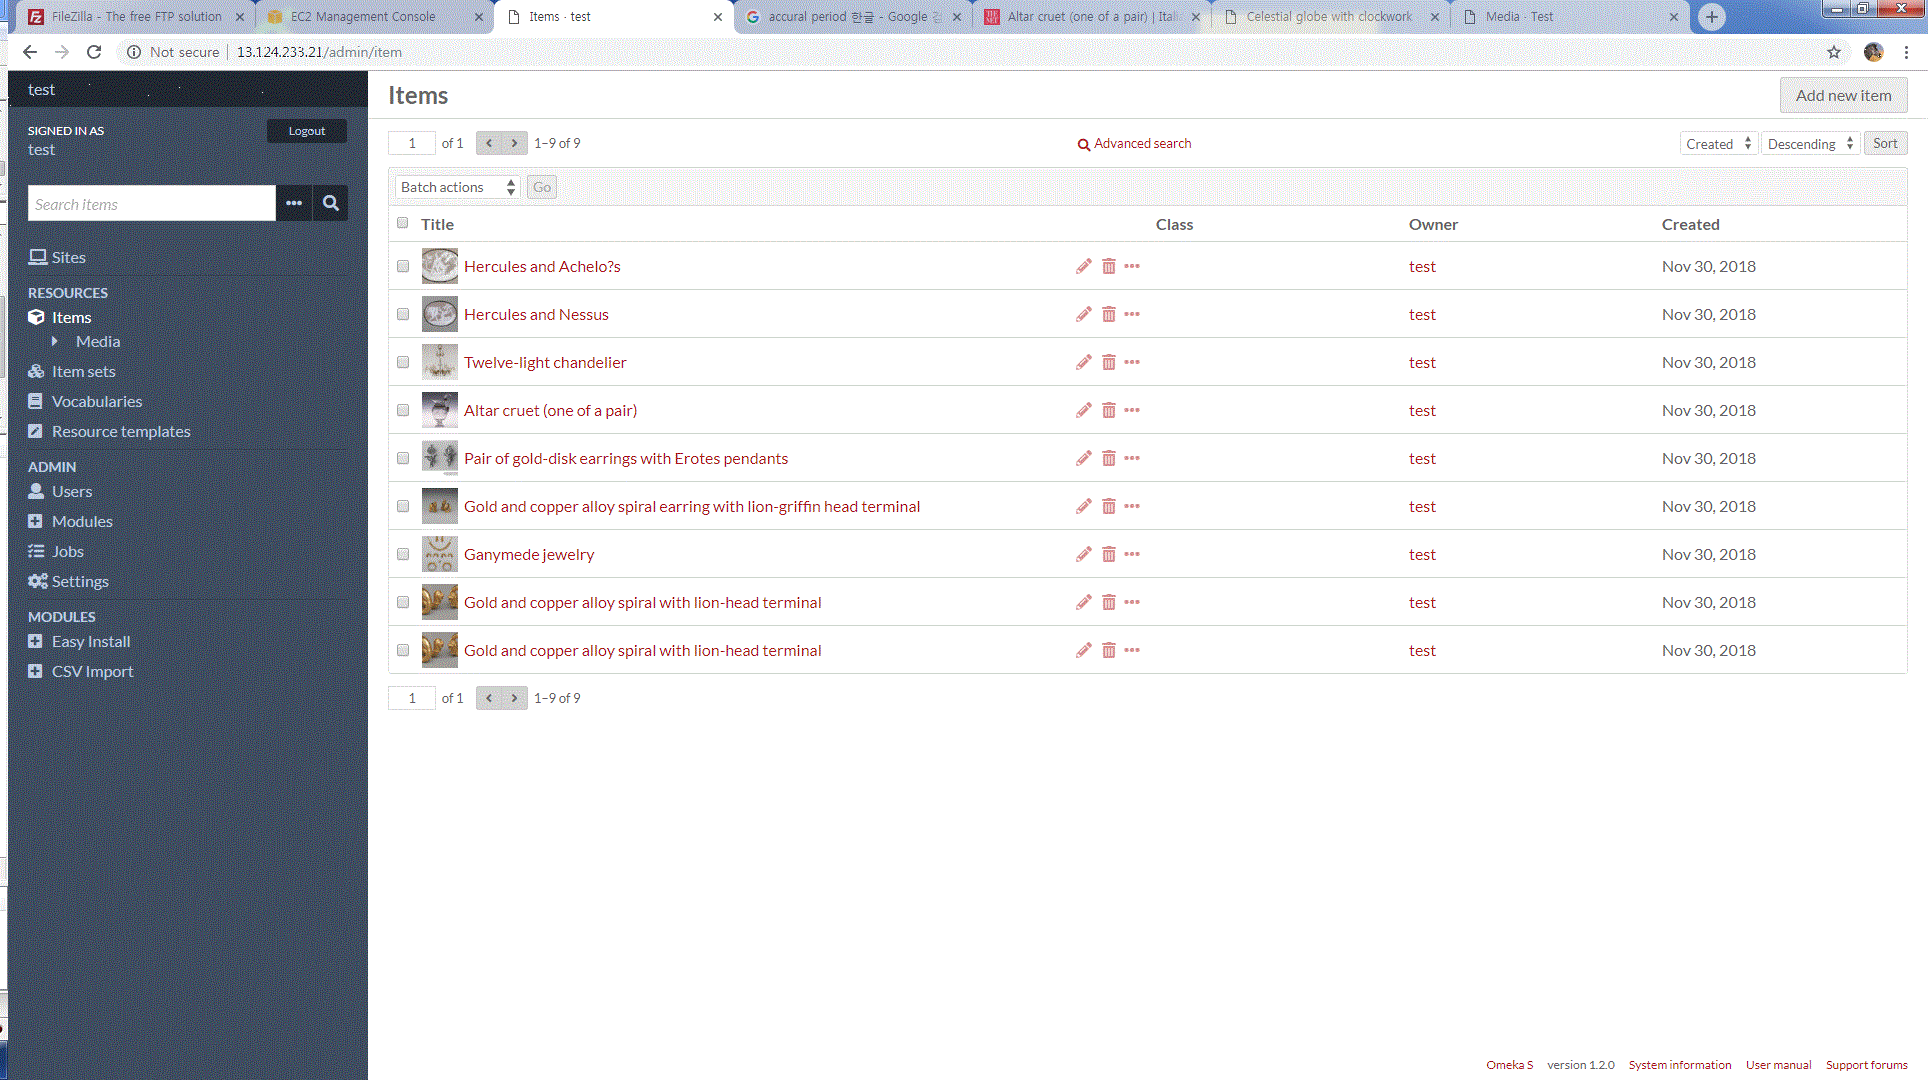 FileZilla - The free FTP solution
EC2 Management Console
Items · test
accural period 한글 - Google
Altar cruet (one of a pair) | Itali
Celestial globe with clockwork
Media · Test
Not secure 13.124.233.21/admin/item
test
SIGNED IN AS
test
Logout
Search items
Sites
RESOURCES
Items
Media
Item sets
Vocabularies
Resource templates
ADMIN
Users
Modules
Jobs
Settings
MODULES
Easy Install
CSV Import
Items
Add new item
1 of 1 1–9 of 9
Advanced search
Created Descending Sort
Batch actions Go
Title Class Owner Created
Hercules and Achelo?s test Nov 30, 2018
Hercules and Nessus test Nov 30, 2018
Twelve-light chandelier test Nov 30, 2018
Altar cruet (one of a pair) test Nov 30, 2018
Pair of gold-disk earrings with Erotes pendants test Nov 30, 2018
Gold and copper alloy spiral earring with lion-griffin head terminal test Nov 30, 2018
Ganymede jewelry test Nov 30, 2018
Gold and copper alloy spiral with lion-head terminal test Nov 30, 2018
Gold and copper alloy spiral with lion-head terminal test Nov 30, 2018
1 of 1 1–9 of 9
Omeka S version 1.2.0 System information User manual Support forums